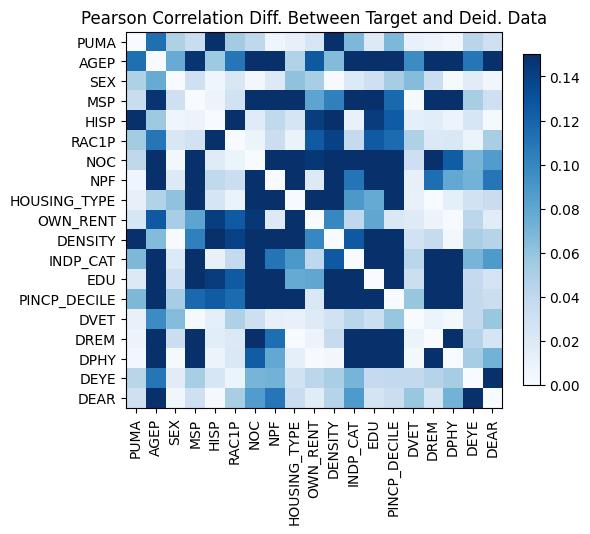 Pearson Correlation Diff. Between Target and Deid. Data
PUMA
AGEP
SEX
MSP
HISP
RAC1P
NOC
NPF
HOUSING_TYPE
OWN_RENT
DENSITY
INDP_CAT
EDU
PINCP_DECILE
DVET
DREM
DPHY
DEYE
DEAR
PUMA
AGEP
SEX
MSP
HISP
RAC1P
NOC
NPF
HOUSING_TYPE
OWN_RENT
DENSITY
INDP_CAT
EDU
PINCP_DECILE
DVET
DREM
DPHY
DEYE
DEAR
0.14
0.12
0.10
0.08
0.06
0.04
0.02
0.00